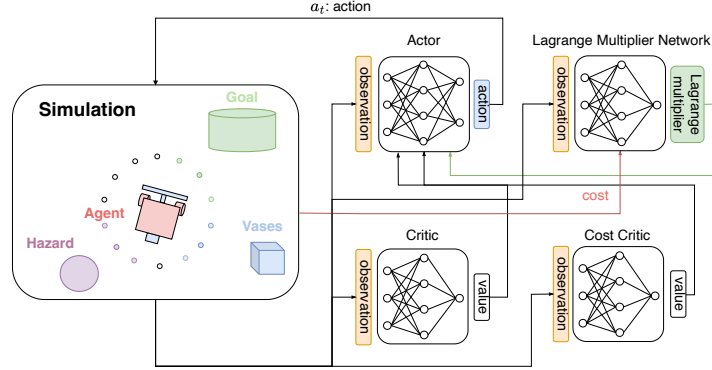 a_t: action
Actor
Lagrange Multiplier Network
Simulation
Goal
observation
action
observation
Lagrange
multiplier
Agent
cost
Vases
Hazard
Critic
Cost Critic
observation
value
observation
value